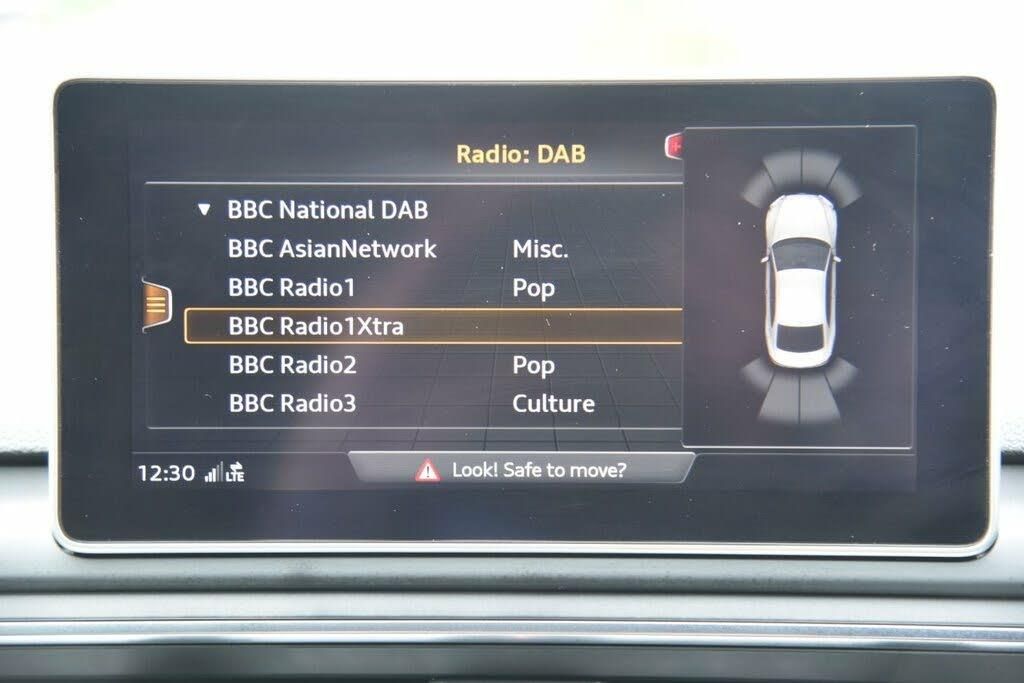 Radio: DAB
BBC National DAB
BBC AsianNetwork Misc.
BBC Radio1 Pop
BBC Radio1Xtra
BBC Radio2 Pop
BBC Radio3 Culture
12:30 LTE Look! Safe to move?